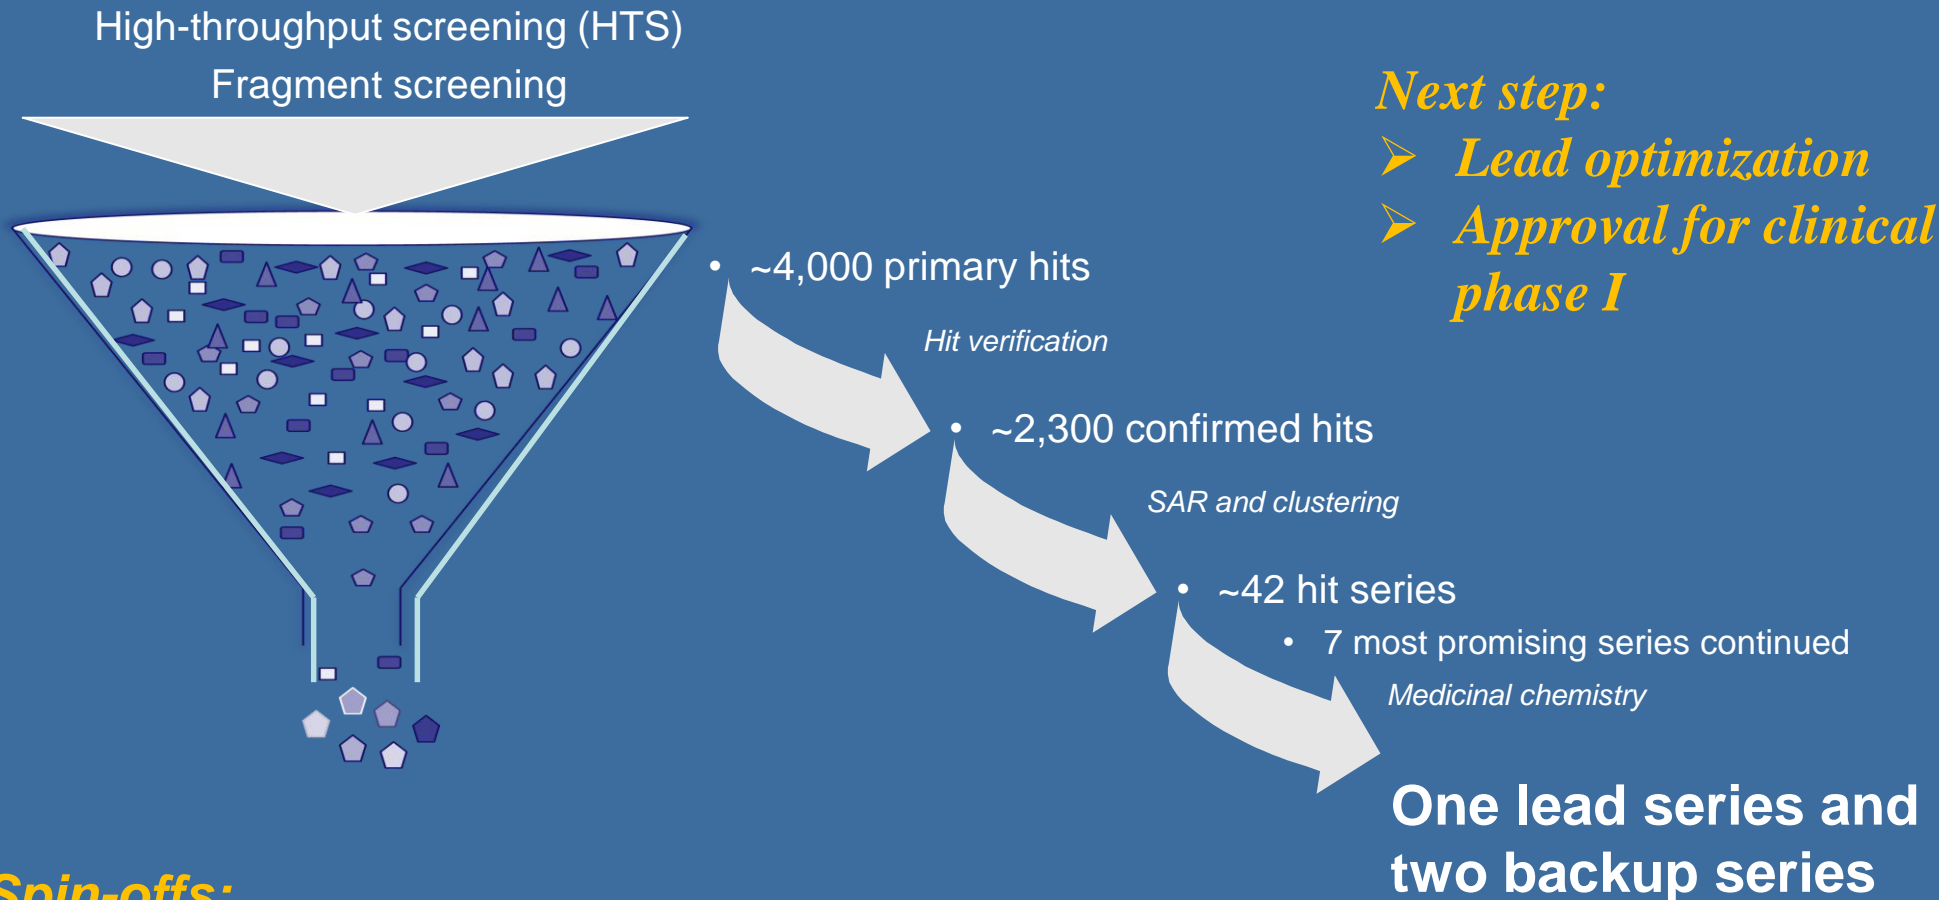 High-throughput screening (HTS)
Fragment screening
Next step:
➢ Lead optimization
➢ Approval for clinical
phase I
• ~4,000 primary hits
Hit verification
• ~2,300 confirmed hits
SAR and clustering
• ~42 hit series
• 7 most promising series continued
Medicinal chemistry
One lead series and
two backup series
Spin-offs: